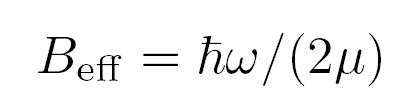 B_eff = ħω/(2μ)